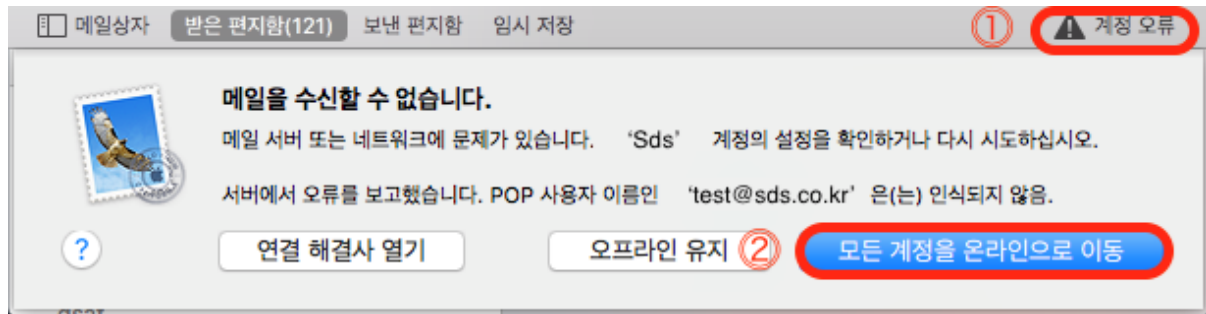 메일상자 받은 편지함(121) 보낸 편지함 임시 저장 ① 계정 오류
메일을 수신할 수 없습니다.
메일 서버 또는 네트워크에 문제가 있습니다. ‘Sds’ 계정의 설정을 확인하거나 다시 시도하십시오.
서버에서 오류를 보고했습니다. POP 사용자 이름인 ‘test@sds.co.kr’ 은(는) 인식되지 않음.
? 연결 해결사 열기 오프라인 유지 ② 모든 계정을 온라인으로 이동